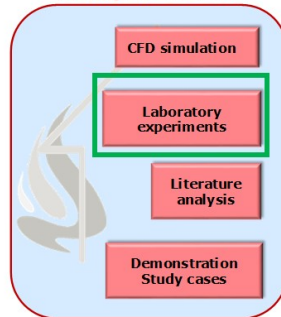 CFD simulation
Laboratory
experiments
Literature
analysis
Demonstration
Study cases